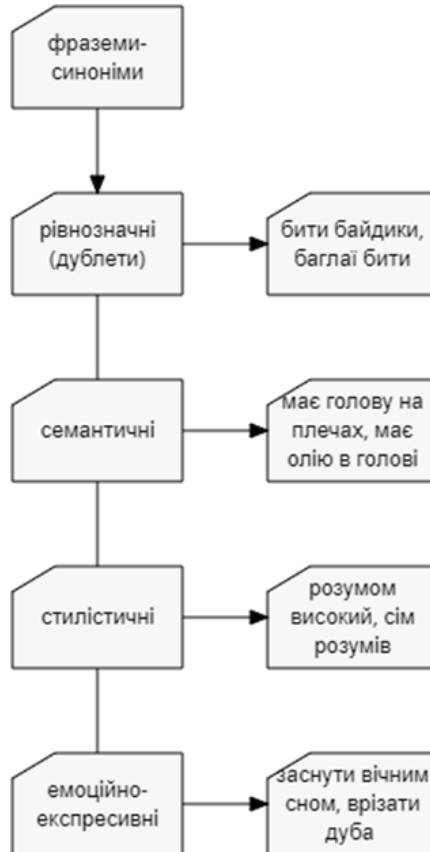 фраземи-
синоніми
рівнозначні
(дублети)
бити байдики,
баглаї бити
семантичні
має голову на
плечах, має
олію в голові
стилістичні
розумом
високий, сім
розумів
емоційно-
експресивні
заснути вічним
сном, врізати
дуба